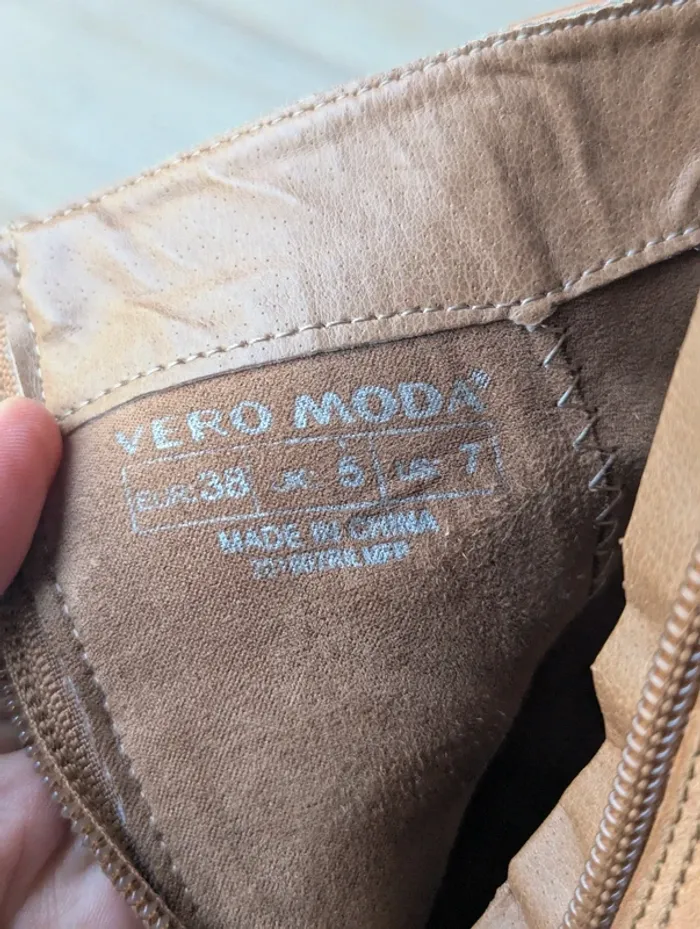 VERO MODA®
EUR: 38 UK: 5 US: 7
MADE IN CHINA